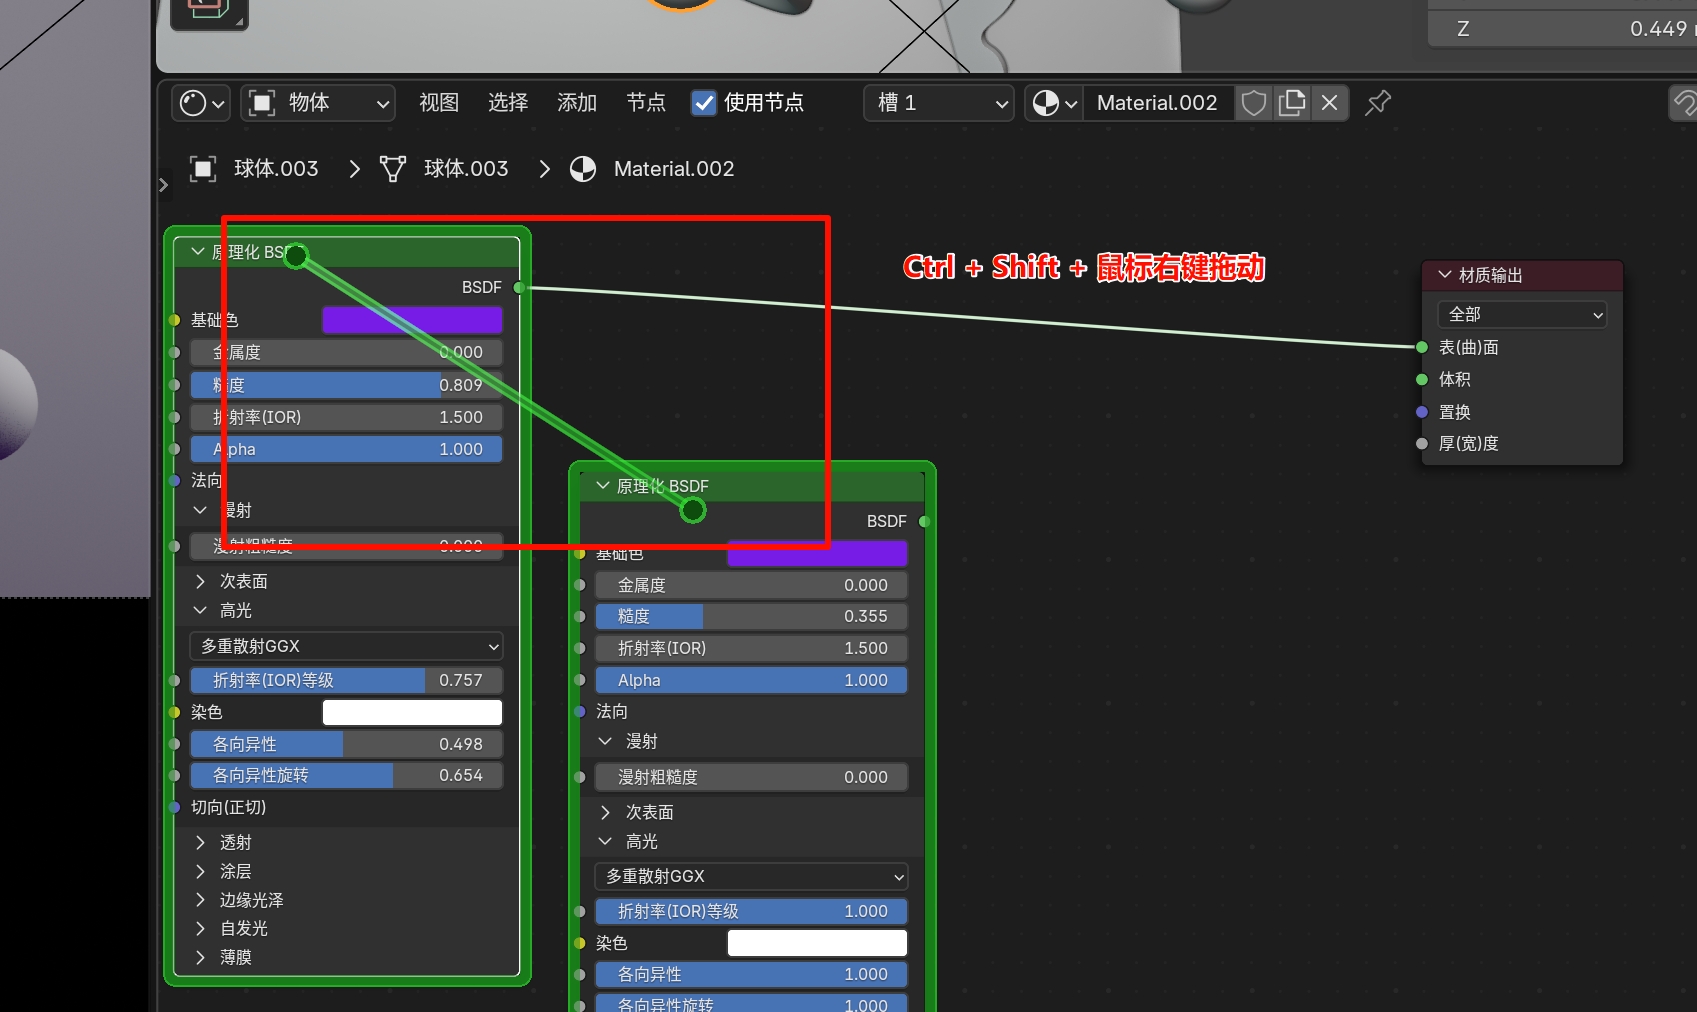 Z 0.449
物体 视图 选择 添加 节点 使用节点 槽 1 Material.002
球体.003 球体.003 Material.002
原理化 BSDF
BSDF
基础色
金属度 0.000
糙度 0.809
折射率(IOR) 1.500
Alpha 1.000
法向
漫射
漫射粗糙度 0.000
次表面
高光
多重散射GGX
折射率(IOR)等级 0.757
染色
各向异性 0.498
各向异性旋转 0.654
切向(正切)
透射
涂层
边缘光泽
自发光
薄膜
Ctrl + Shift + 鼠标右键拖动
原理化 BSDF
BSDF
基础色
金属度 0.000
糙度 0.355
折射率(IOR) 1.500
Alpha 1.000
法向
漫射
漫射粗糙度 0.000
次表面
高光
多重散射GGX
折射率(IOR)等级 1.000
染色
各向异性 1.000
各向异性旋转 1.000
材质输出
全部
表(曲)面
体积
置换
厚(宽)度